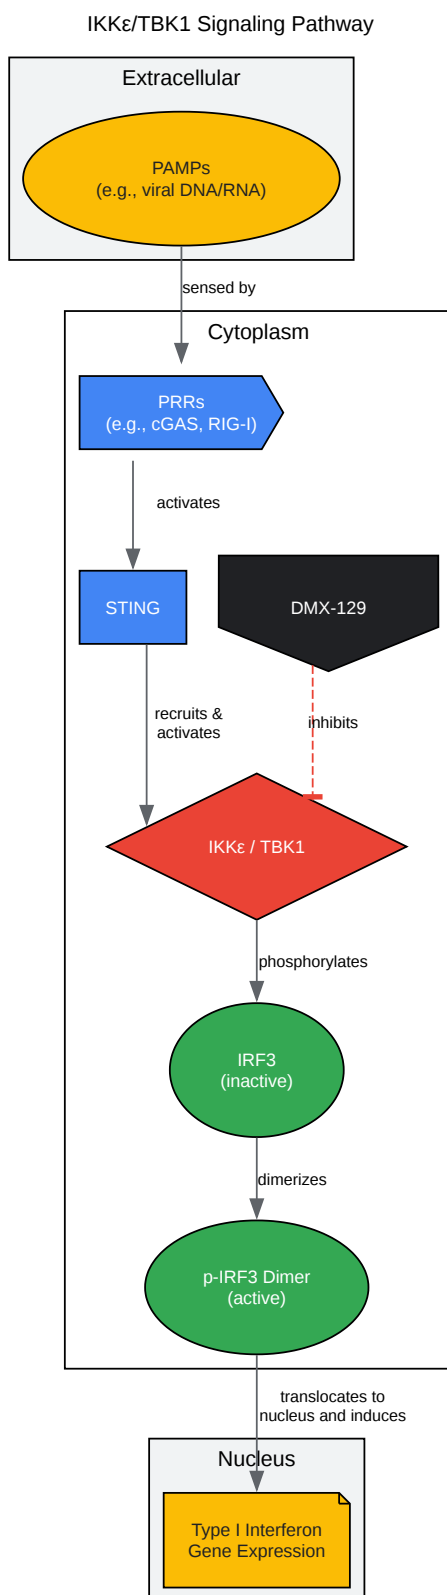 IKKε/TBK1 Signaling Pathway
Extracellular
PAMPs
(e.g., viral DNA/RNA)
sensed by
Cytoplasm
PRRs
(e.g., cGAS, RIG-I)
activates
STING
DMX-129
recruits &
activates
inhibits
IKKε / TBK1
phosphorylates
IRF3
(inactive)
dimerizes
p-IRF3 Dimer
(active)
translocates to
nucleus and induces
Nucleus
Type I Interferon
Gene Expression